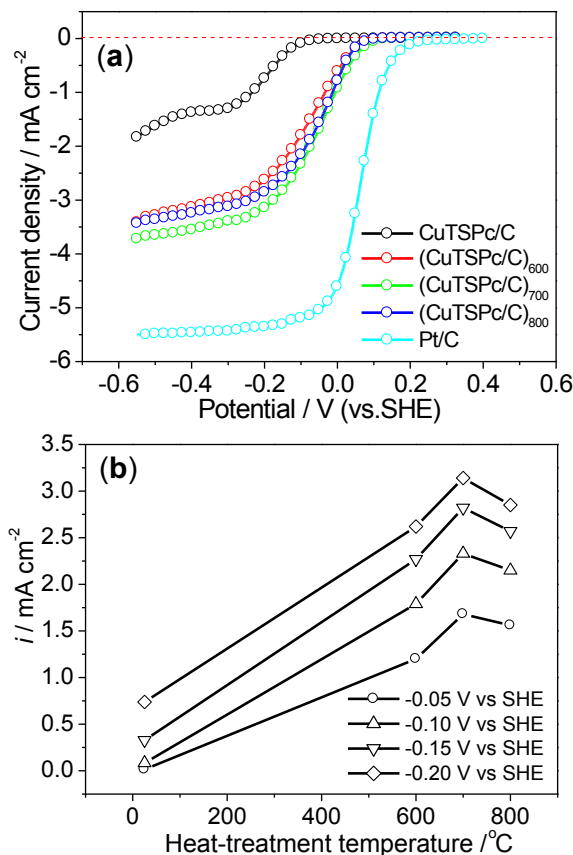 (a)
0
-1
-2
-3
-4
-5
-6
Current density / mA cm⁻²
CuTSPc/C
(CuTSPc/C)₆₀₀
(CuTSPc/C)₇₀₀
(CuTSPc/C)₈₀₀
Pt/C
-0.6 -0.4 -0.2 0.0 0.2 0.4 0.6
Potential / V (vs.SHE)
(b)
3.5
3.0
2.5
2.0
1.5
1.0
0.5
0.0
i / mA cm⁻²
-0.05 V vs SHE
-0.10 V vs SHE
-0.15 V vs SHE
-0.20 V vs SHE
0 200 400 600 800
Heat-treatment temperature /°C